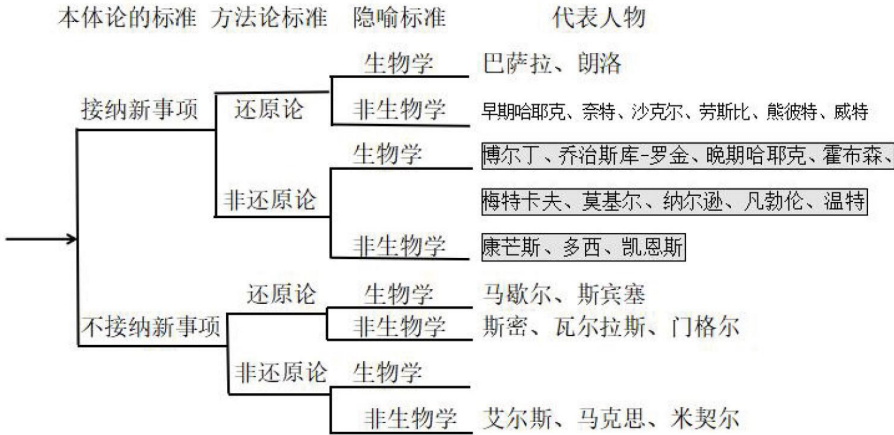 本体论的标准 方法论标准 隐喻标准 代表人物
生物学 巴萨拉、朗洛
接纳新事项 还原论 非生物学 早期哈耶克、奈特、沙克尔、劳斯比、熊彼特、威特
生物学 博尔丁、乔治斯库-罗金、晚期哈耶克、霍布森、
非还原论 梅特卡夫、莫基尔、纳尔逊、凡勃伦、温特
非生物学 康芒斯、多西、凯恩斯
还原论 生物学 马歇尔、斯宾塞
不接纳新事项 非生物学 斯密、瓦尔拉斯、门格尔
非还原论 生物学
非生物学 艾尔斯、马克思、米契尔